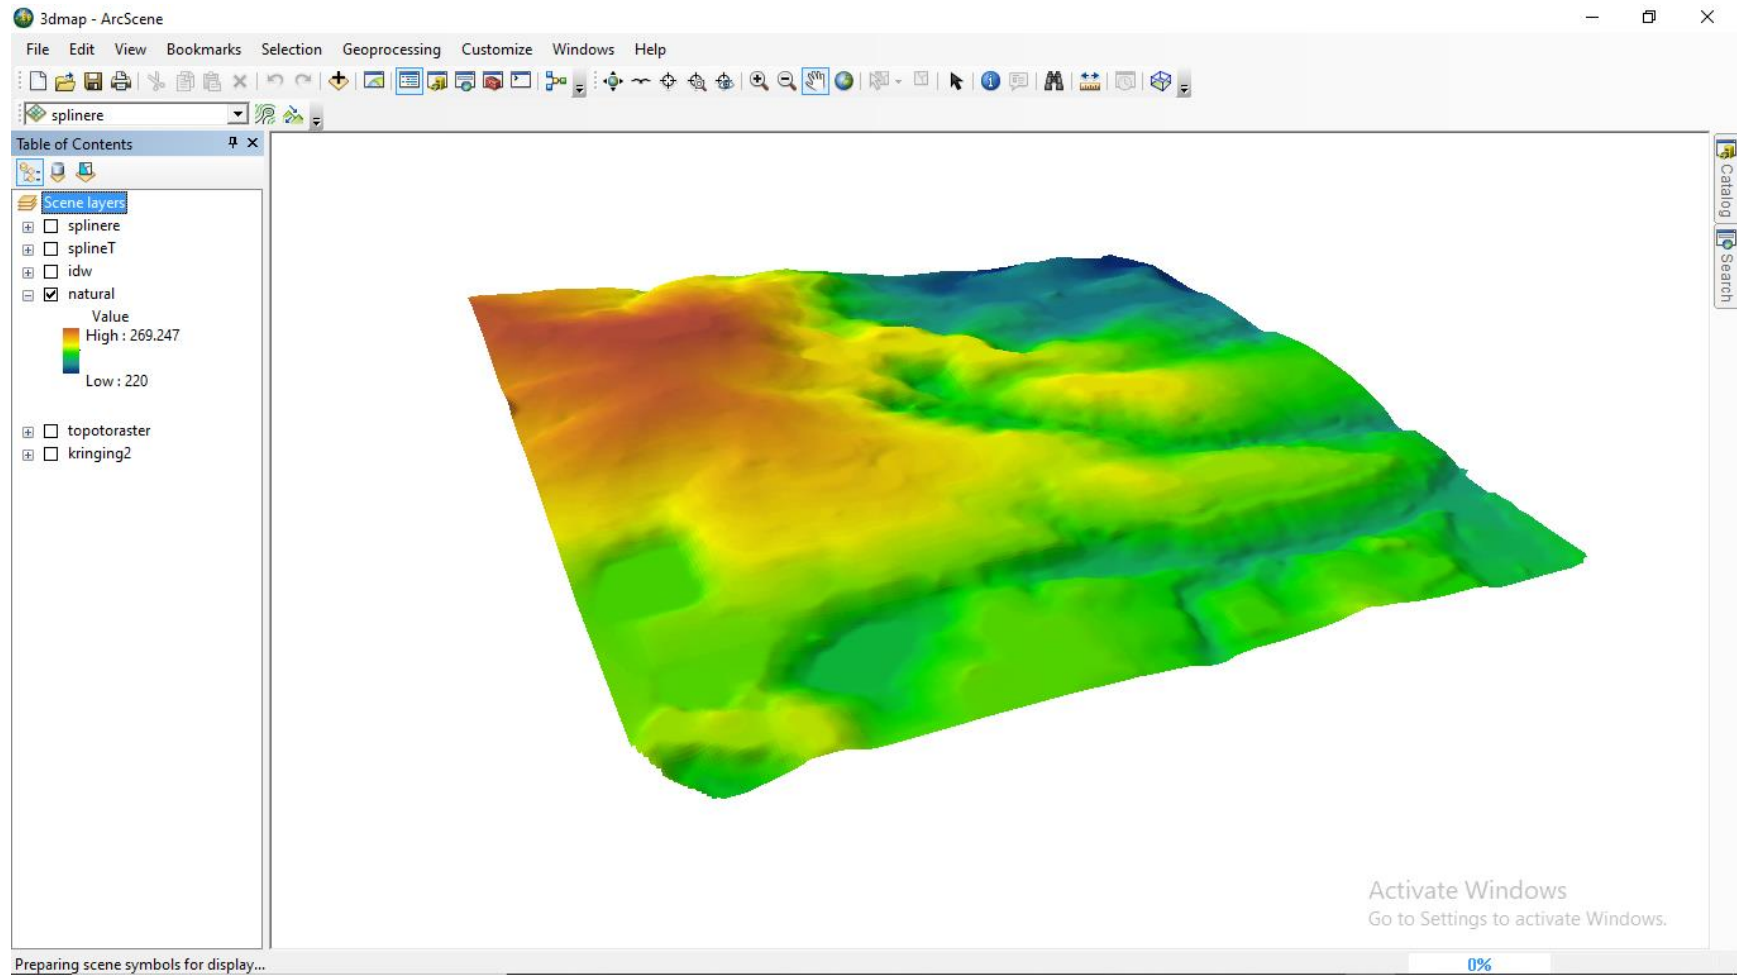 3dmap - ArcScene
File Edit View Bookmarks Selection Geoprocessing Customize Windows Help
splinere
Table of Contents
Scene layers
splinere
splineT
idw
natural
Value
High : 269.247
Low : 220
topotoraster
kringing2
Catalog
Search
Activate Windows
Go to Settings to activate Windows.
Preparing scene symbols for display...
0%